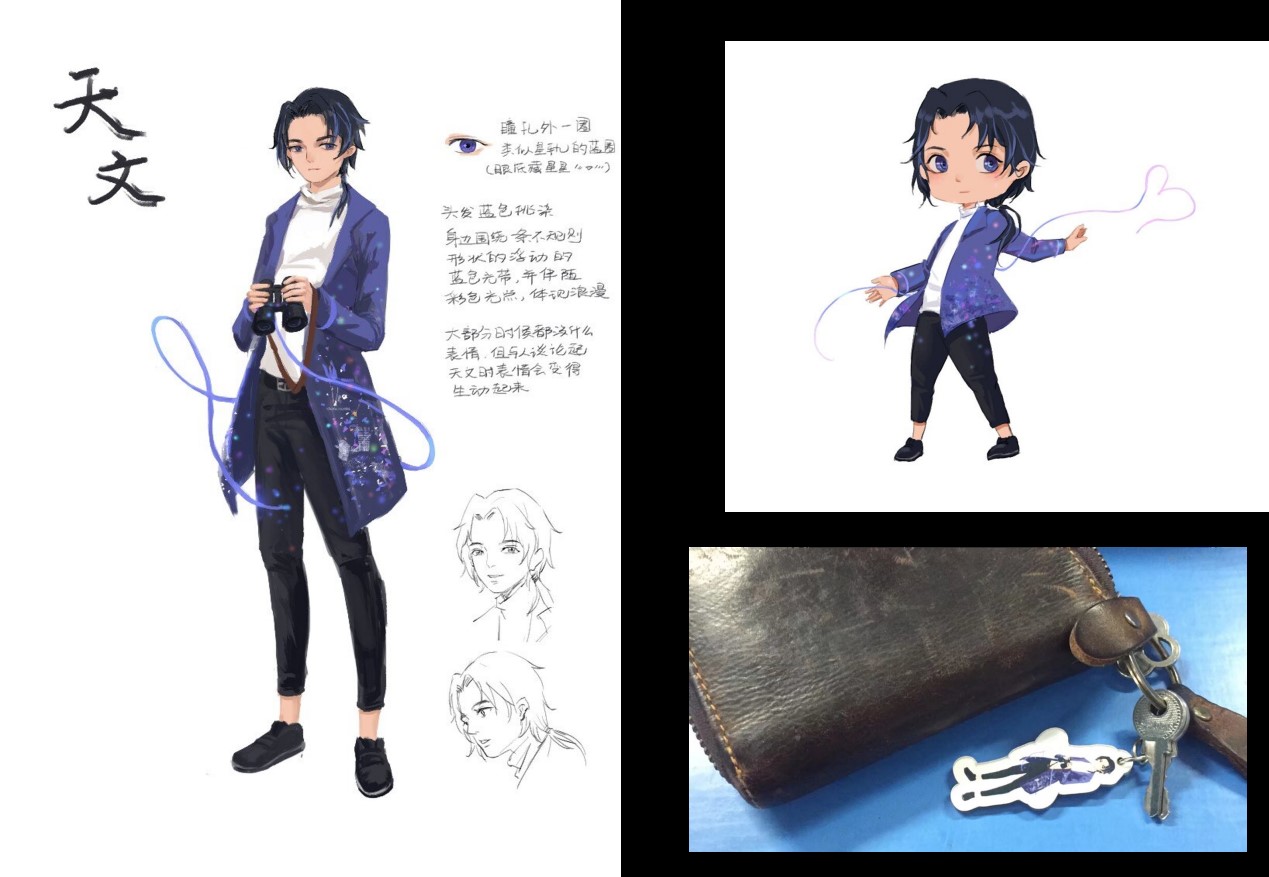 天
文
瞳孔外一圈
类似星轨的蓝圈
(眼底藏星星
头发蓝色挑染
身边围绕一条不规则
形状的浮动的
蓝色光带,并伴随
彩色光点,体现浪漫
大部分时候都没什么
表情,但与人谈论起
天文时表情会变得
生动起来